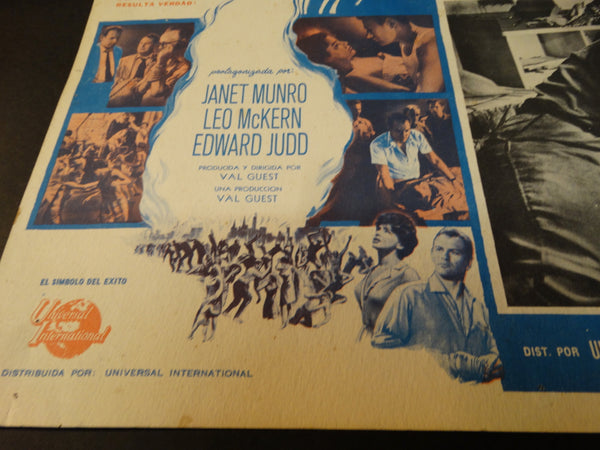 RESULTA VERDAD:
protagonizada por:
JANET MUNRO
LEO McKERN
EDWARD JUDD
PRODUCIDA Y DIRIGIDA POR
VAL GUEST
UNA PRODUCCION
VAL GUEST
EL SIMBOLO DEL EXITO
Universal
International
DISTRIBUIDA POR: UNIVERSAL INTERNATIONAL
DIST. POR